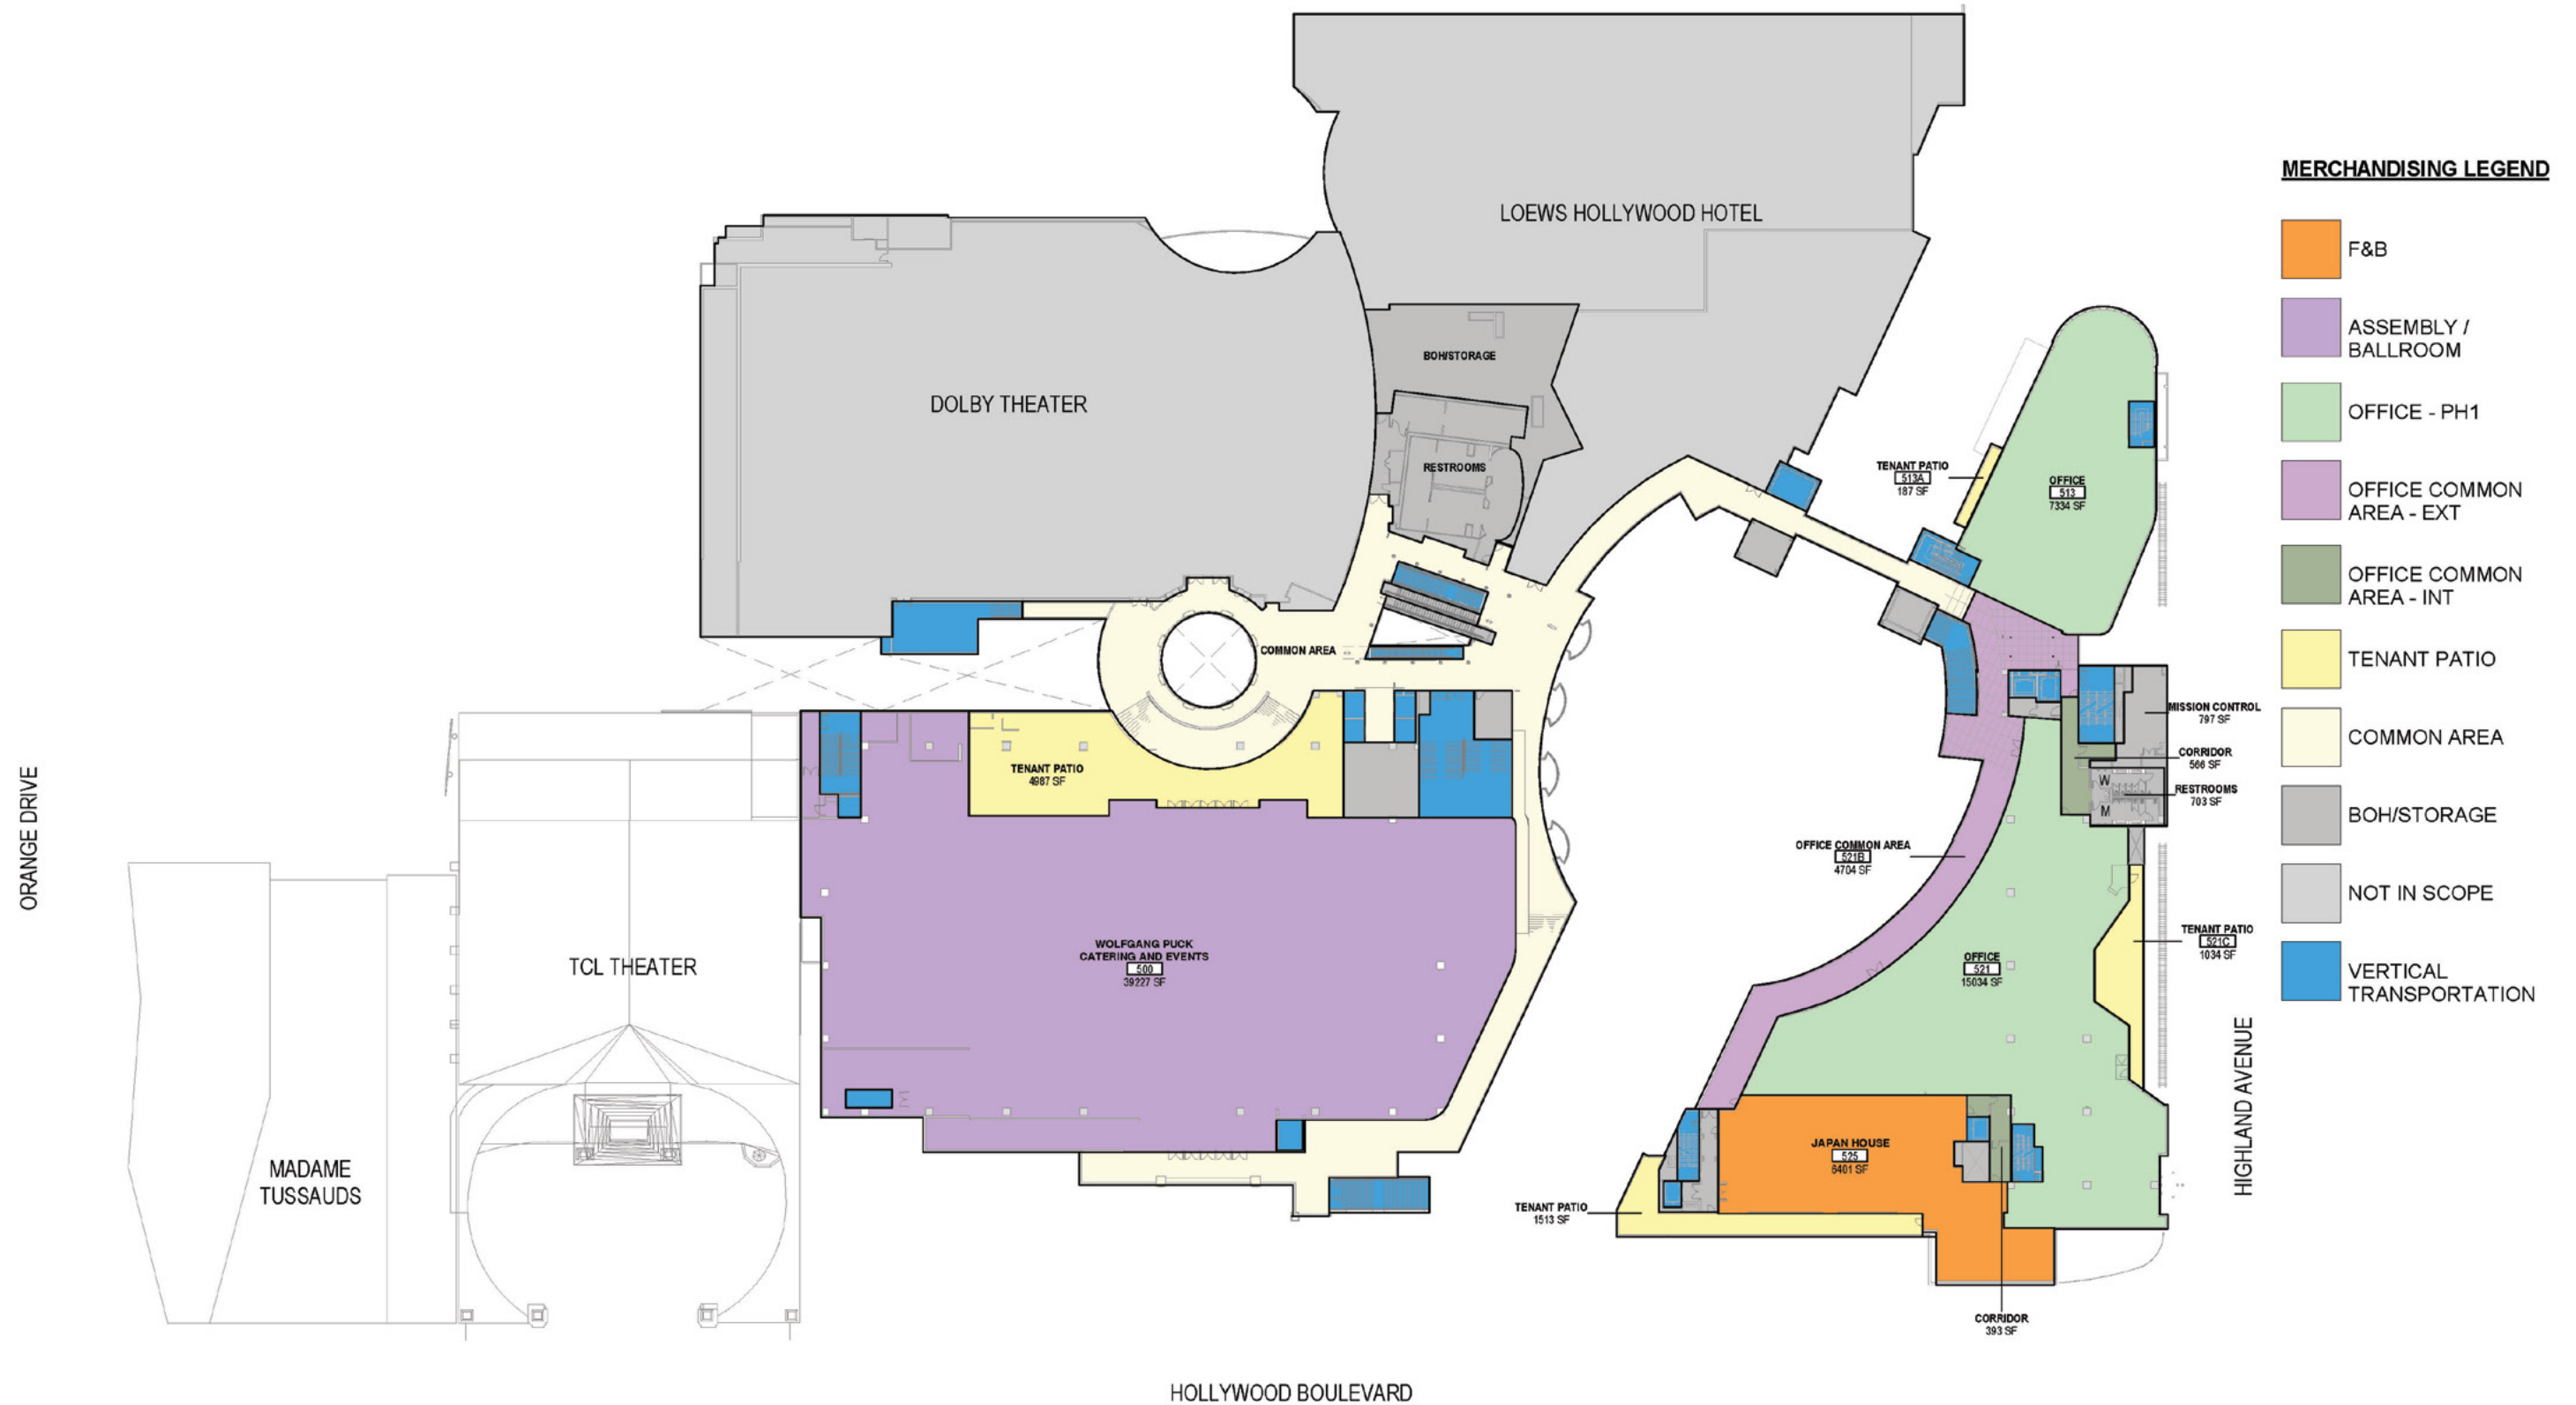 LOEWS HOLLYWOOD HOTEL
DOLBY THEATER
BOH/STORAGE
RESTROOMS
COMMON AREA
TENANT PATIO
513A
187 SF
OFFICE
513
7334 SF
MISSION CONTROL
797 SF
CORRIDOR
566 SF
RESTROOMS
703 SF
W
M
TENANT PATIO
4987 SF
OFFICE COMMON AREA
521B
4704 SF
WOLFGANG PUCK
CATERING AND EVENTS
500
39227 SF
TCL THEATER
OFFICE
521
15034 SF
TENANT PATIO
521C
1034 SF
MADAME
TUSSAUDS
JAPAN HOUSE
525
6401 SF
TENANT PATIO
1513 SF
CORRIDOR
393 SF
ORANGE DRIVE
HIGHLAND AVENUE
HOLLYWOOD BOULEVARD
MERCHANDISING LEGEND
F&B
ASSEMBLY /
BALLROOM
OFFICE - PH1
OFFICE COMMON
AREA - EXT
OFFICE COMMON
AREA - INT
TENANT PATIO
COMMON AREA
BOH/STORAGE
NOT IN SCOPE
VERTICAL
TRANSPORTATION